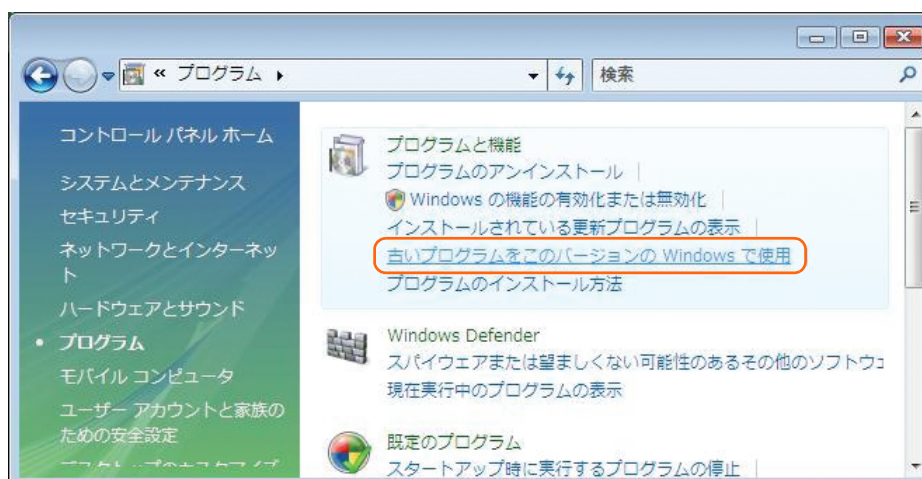 « プログラム
検索
コントロール パネル ホーム
システムとメンテナンス
セキュリティ
ネットワークとインターネッ
ト
ハードウェアとサウンド
• プログラム
モバイル コンピュータ
ユーザー アカウントと家族の
ための安全設定
プログラムと機能
プログラムのアンインストール
Windows の機能の有効化または無効化
インストールされている更新プログラムの表示
古いプログラムをこのバージョンの Windows で使用
プログラムのインストール方法
Windows Defender
スパイウェアまたは望ましくない可能性のあるその他のソフトウェ
現在実行中のプログラムの表示
既定のプログラム
スタートアップ時に実行するプログラムの停止